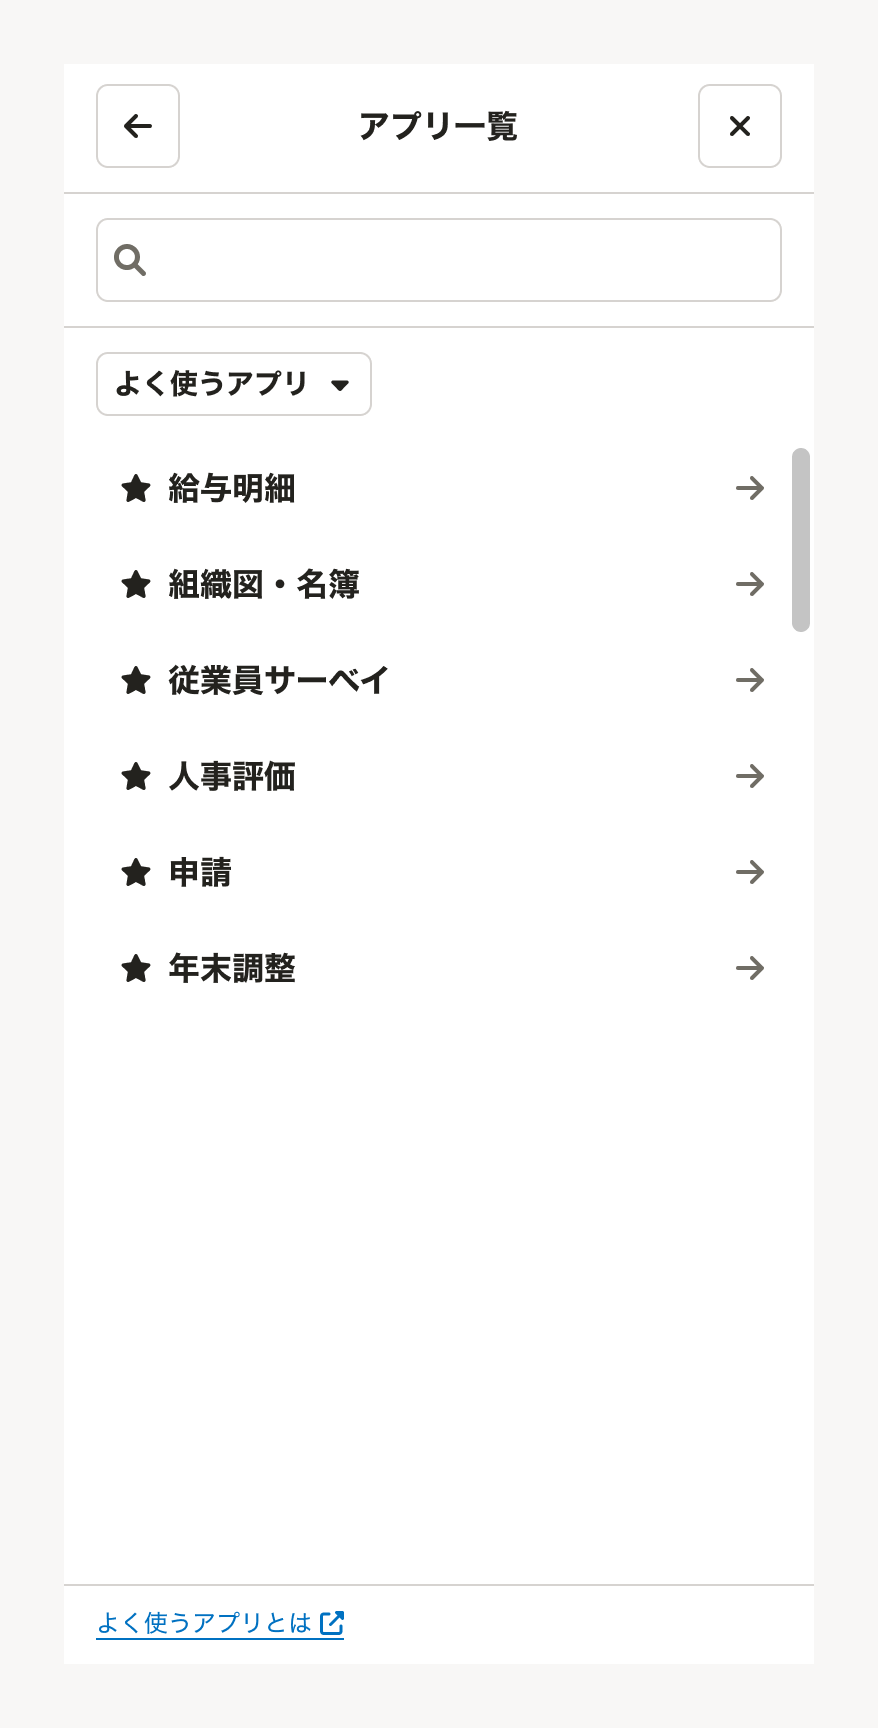 アプリ一覧
よく使うアプリ
給与明細
組織図・名簿
従業員サーベイ
人事評価
申請
年末調整
よく使うアプリとは